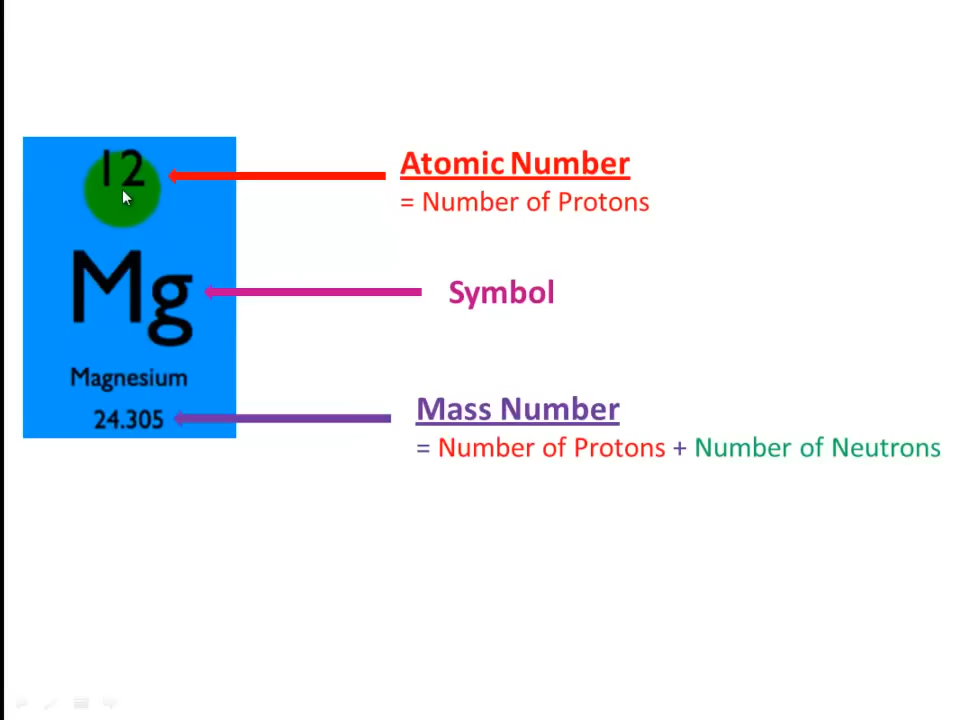 12
Atomic Number
= Number of Protons
Mg
Symbol
Magnesium
24.305
Mass Number
= Number of Protons + Number of Neutrons